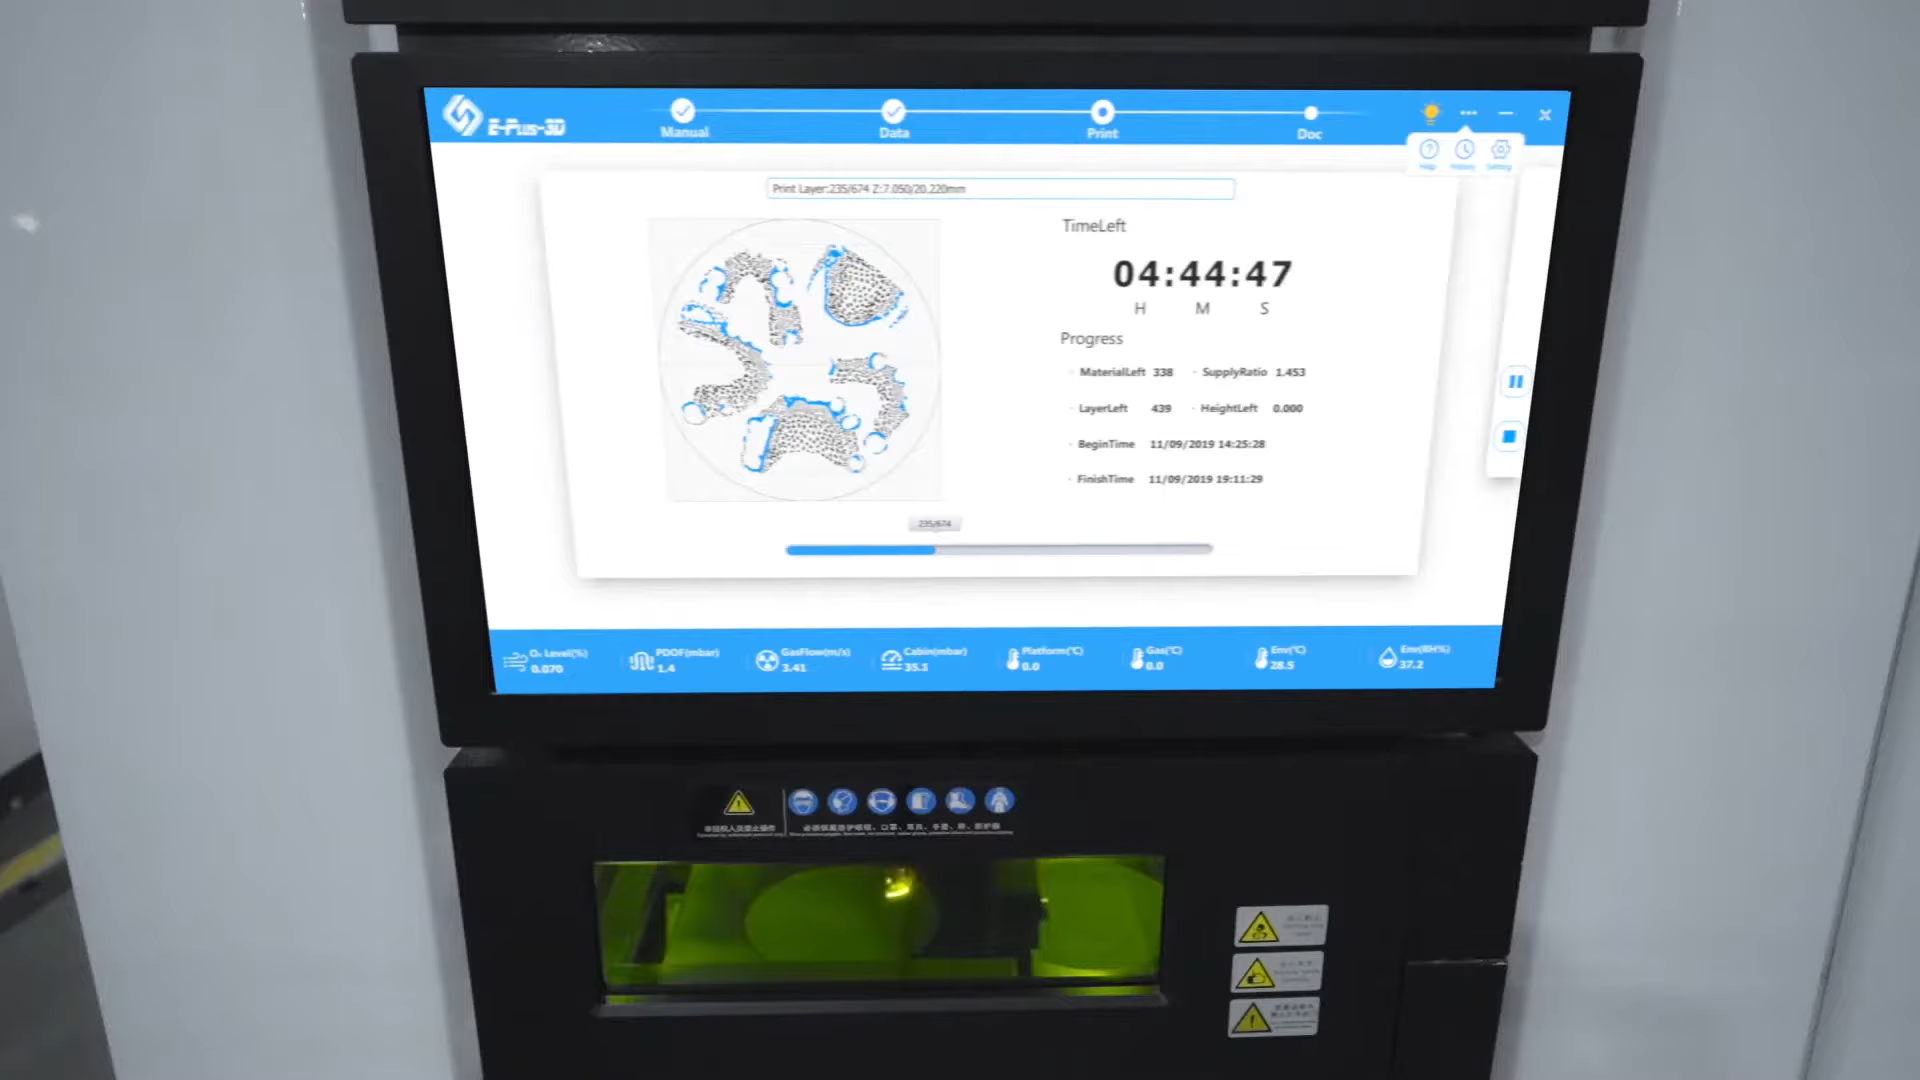 E-Plus-3D
Manual
Data
Print
Doc
Help
History
Setting
Print Layer:235/674 Z:7.050/20.220mm
TimeLeft
04:44:47
H M S
Progress
MaterialLeft 338 SupplyRatio 1.453
LayerLeft 439 HeightLeft 0.000
BeginTime 11/09/2019 14:25:28
FinishTime 11/09/2019 19:11:29
235/674
O₂ Level(%)
0.070
PDOF(mbar)
1.4
GasFlow(m/s)
3.41
Cabin(mbar)
35.1
Platform(℃)
0.0
Gas(℃)
0.0
Env(℃)
28.5
Env(RH%)
37.2